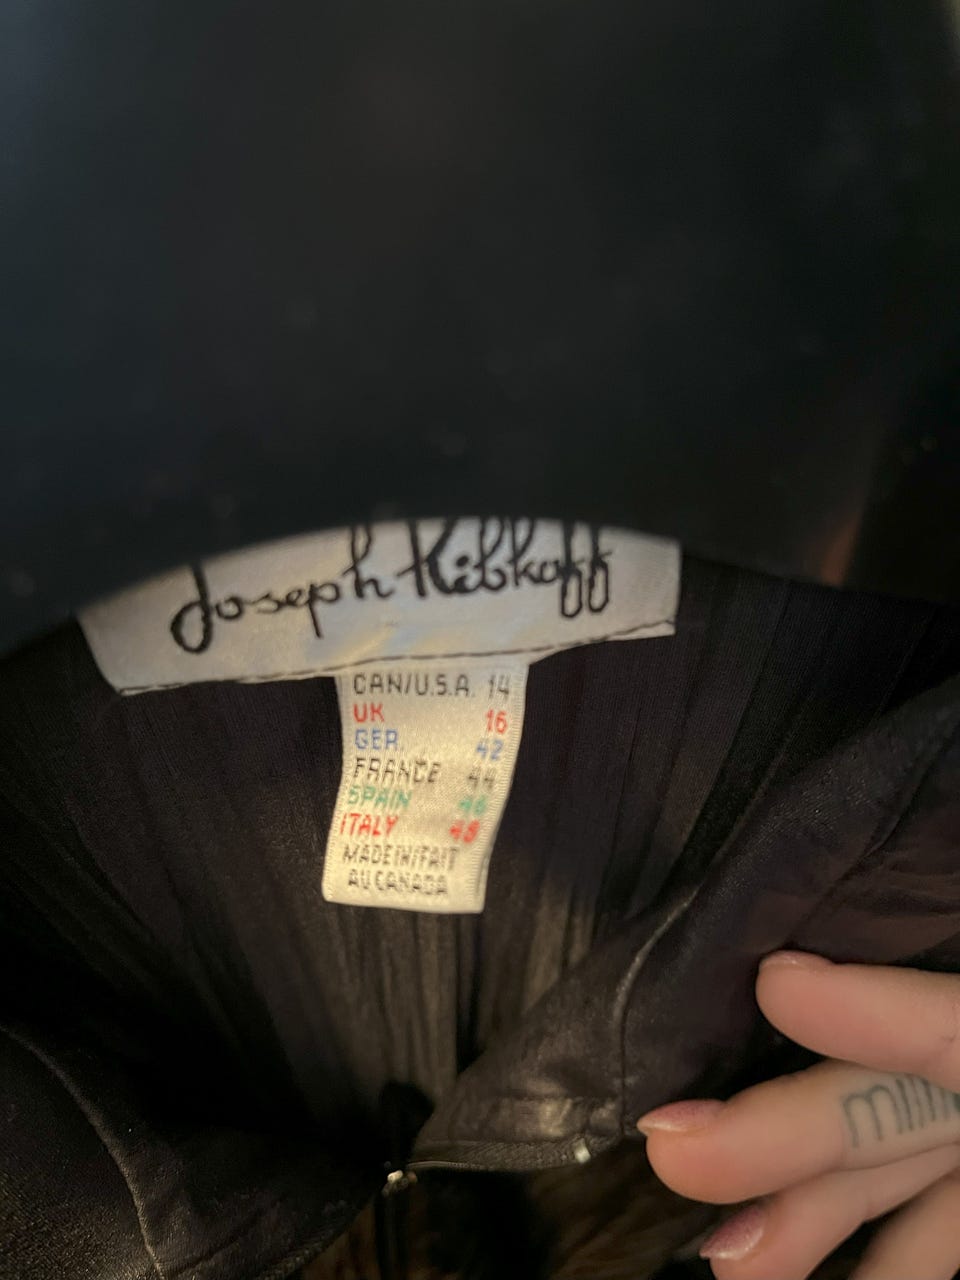 Joseph Ribkoff
CAN/U.S.A. 14
UK 16
GER. 42
FRANCE 44
SPAIN 46
ITALY 48
MADE IN/FAIT
AU CANADA